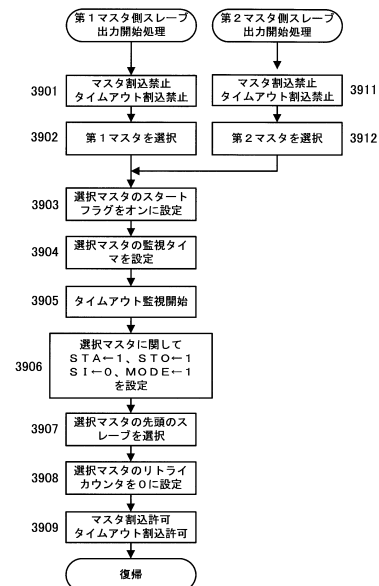 第１マスタ側スレーブ
出力開始処理
第２マスタ側スレーブ
出力開始処理
3901
マスタ割込禁止
タイムアウト割込禁止
マスタ割込禁止
タイムアウト割込禁止
3911
3902
第１マスタを選択
第２マスタを選択
3912
3903
選択マスタのスタート
フラグをオンに設定
3904
選択マスタの監視タイ
マを設定
3905
タイムアウト監視開始
3906
選択マスタに関して
ＳＴＡ←１、ＳＴＯ←１
ＳＩ←０、ＭＯＤＥ←１
を設定
3907
選択マスタの先頭のス
レーブを選択
3908
選択マスタのリトライ
カウンタを０に設定
3909
マスタ割込許可
タイムアウト割込許可
復帰